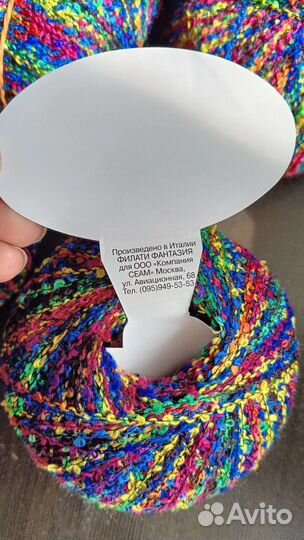 Произведено в Италии
ФИЛАТИ ФАНТАЗИЯ
для ООО «Компания
СЕАМ» Москва,
ул. Авиационная, 68
Тел. (095)949-53-53
Avito